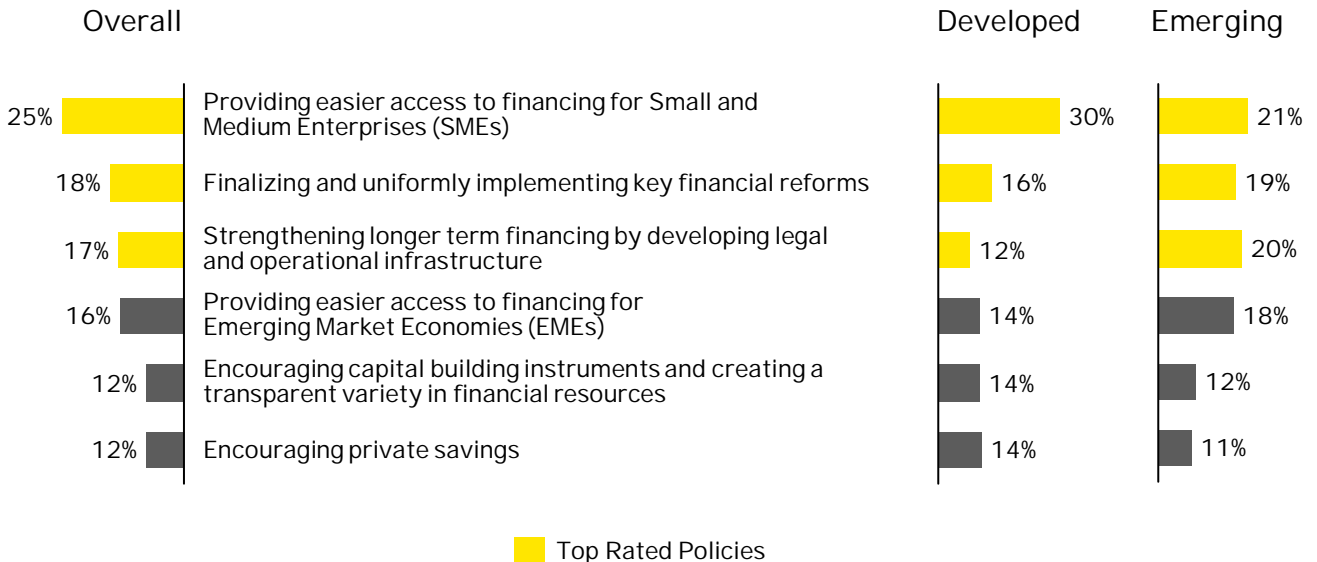 Overall Developed Emerging
25% Providing easier access to financing for Small and
Medium Enterprises (SMEs) 30% 21%
18% Finalizing and uniformly implementing key financial reforms 16% 19%
Strengthening longer term financing by developing legal
17% and operational infrastructure 12% 20%
16% Providing easier access to financing for
Emerging Market Economies (EMEs) 14% 18%
12% Encouraging capital building instruments and creating a
transparent variety in financial resources 14% 12%
12% Encouraging private savings 14% 11%
Top Rated Policies